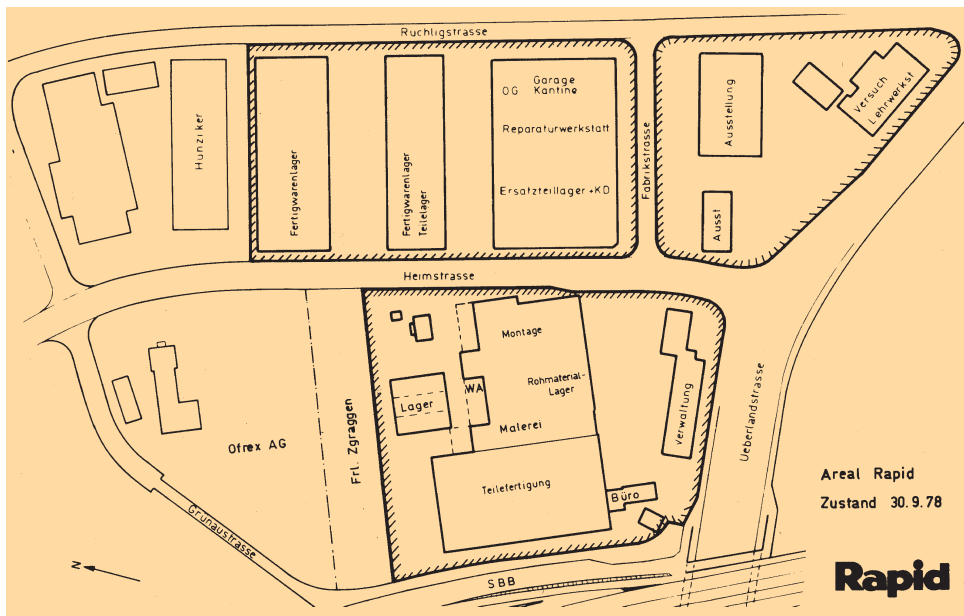 Ruchligstrasse
Hunziker
Fertigwarenlager
Fertigwarenlager
Teilelager
Garage
OG Kantine
Reparaturwerkstatt
Ersatzteillager + KD
Fabrikstrasse
Ausstellung
Ausst
Versuch
Lehrwerkst
Heimstrasse
Ofrex AG
Frl. Zgraggen
Lager
WA
Montage
Rohmaterial-
Lager
Malerei
Teilefertigung
Büro
Verwaltung
Ueberlandstrasse
Grünaustrasse
SBB
N
Areal Rapid
Zustand 30.9.78
Rapid